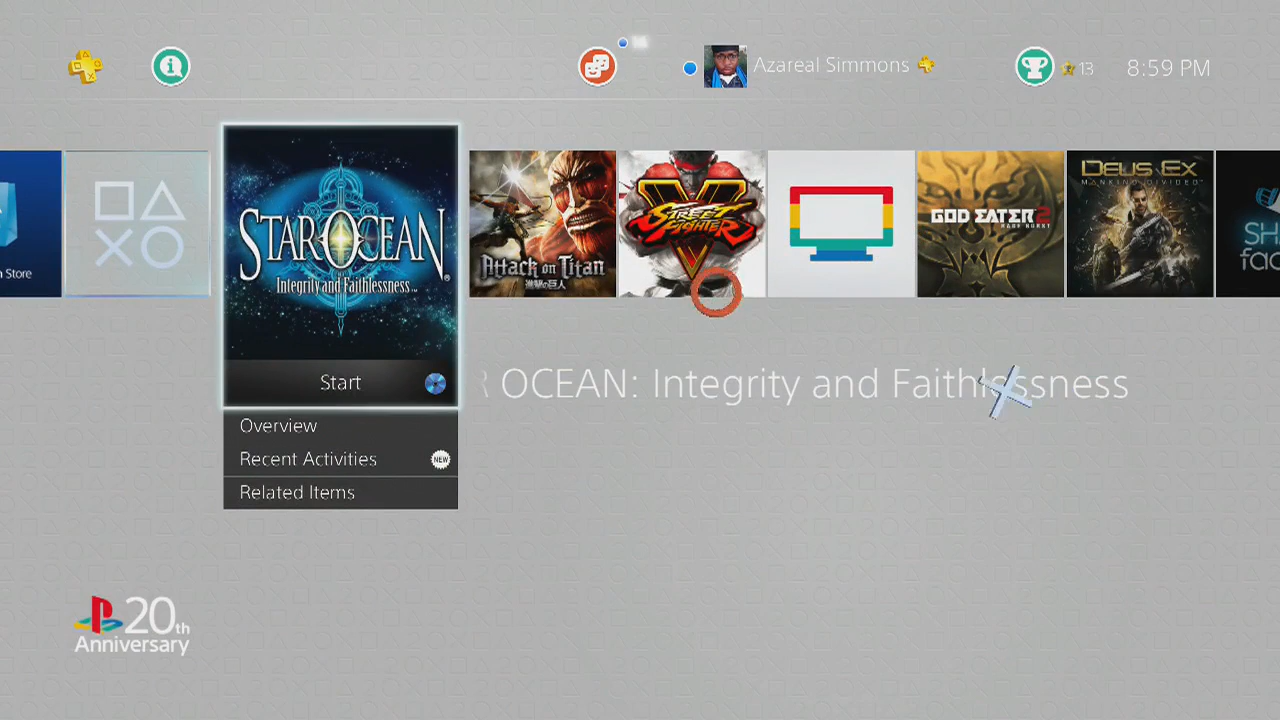 Azareal Simmons
13
8:59 PM
Store
STAR OCEAN
Integrity and Faithlessness™
Attack on Titan
進撃の巨人
V
STREET
FIGHTER
GOD EATER 2
RAGE BURST
DEUS EX
MANKIND DIVIDED™
Start
OCEAN: Integrity and Faithlessness
Overview
Recent Activities
NEW
Related Items
20th
Anniversary